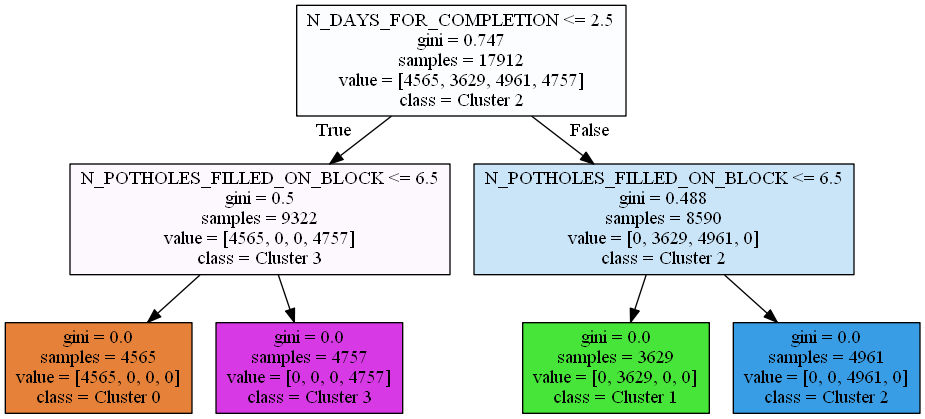 N_DAYS_FOR_COMPLETION <= 2.5
gini = 0.747
samples = 17912
value = [4565, 3629, 4961, 4757]
class = Cluster 2
True
False
N_POTHOLES_FILLED_ON_BLOCK <= 6.5
gini = 0.5
samples = 9322
value = [4565, 0, 0, 4757]
class = Cluster 3
N_POTHOLES_FILLED_ON_BLOCK <= 6.5
gini = 0.488
samples = 8590
value = [0, 3629, 4961, 0]
class = Cluster 2
gini = 0.0
samples = 4565
value = [4565, 0, 0, 0]
class = Cluster 0
gini = 0.0
samples = 4757
value = [0, 0, 0, 4757]
class = Cluster 3
gini = 0.0
samples = 3629
value = [0, 3629, 0, 0]
class = Cluster 1
gini = 0.0
samples = 4961
value = [0, 0, 4961, 0]
class = Cluster 2